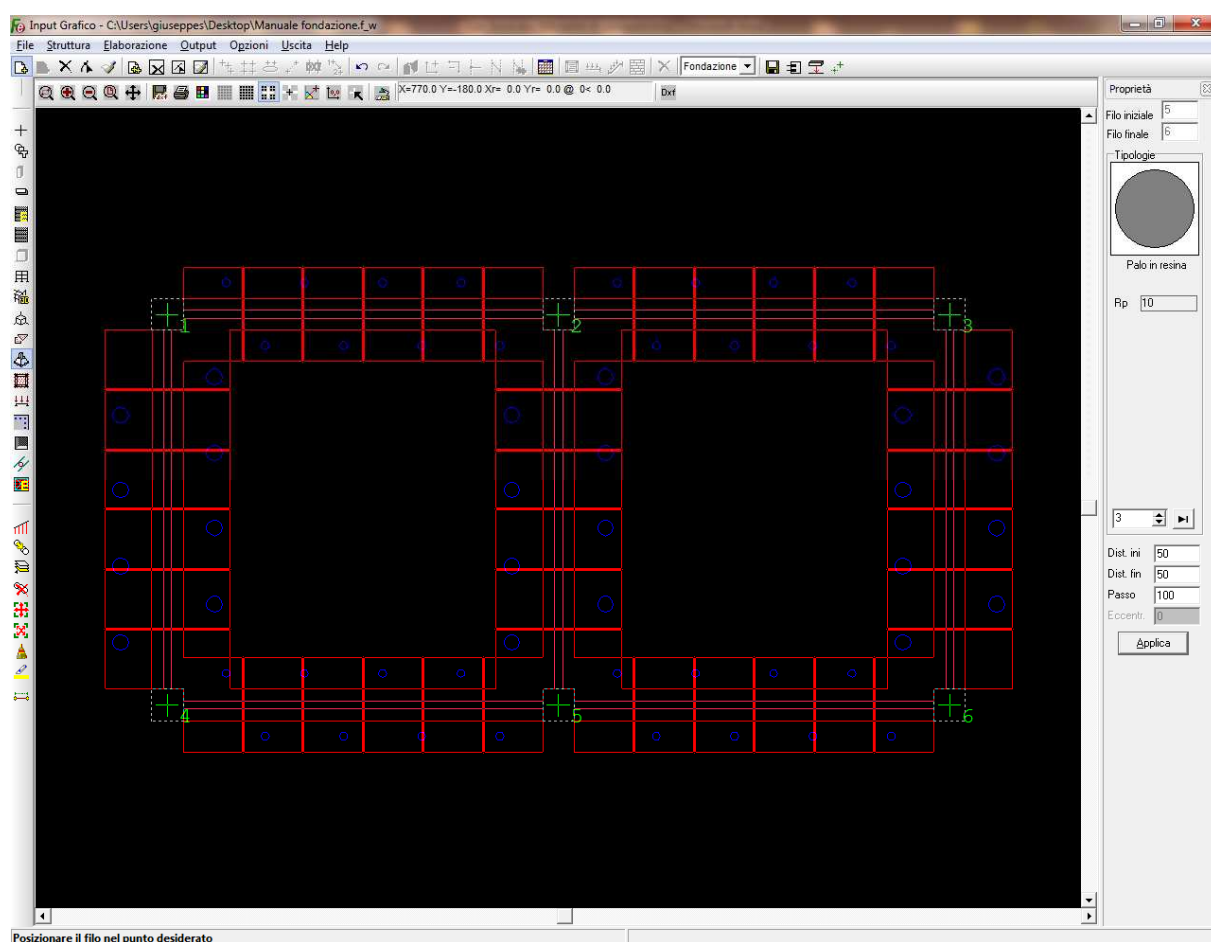 Input Grafico - C:\Users\giuseppes\Desktop\Manuale fondazione.f_w
File Struttura Elaborazione Output Opzioni Uscita Help
Fondazione
X=770.0 Y=-180.0 Xr= 0.0 Yr= 0.0 @ 0< 0.0
Dxf
Proprietà
Filo iniziale 5
Filo finale 6
Tipologie
Palo in resina
Rp 10
1
2
3
4
5
6
3
Dist. ini 50
Dist. fin 50
Passo 100
Eccentr. 0
Applica
Posizionare il filo nel punto desiderato